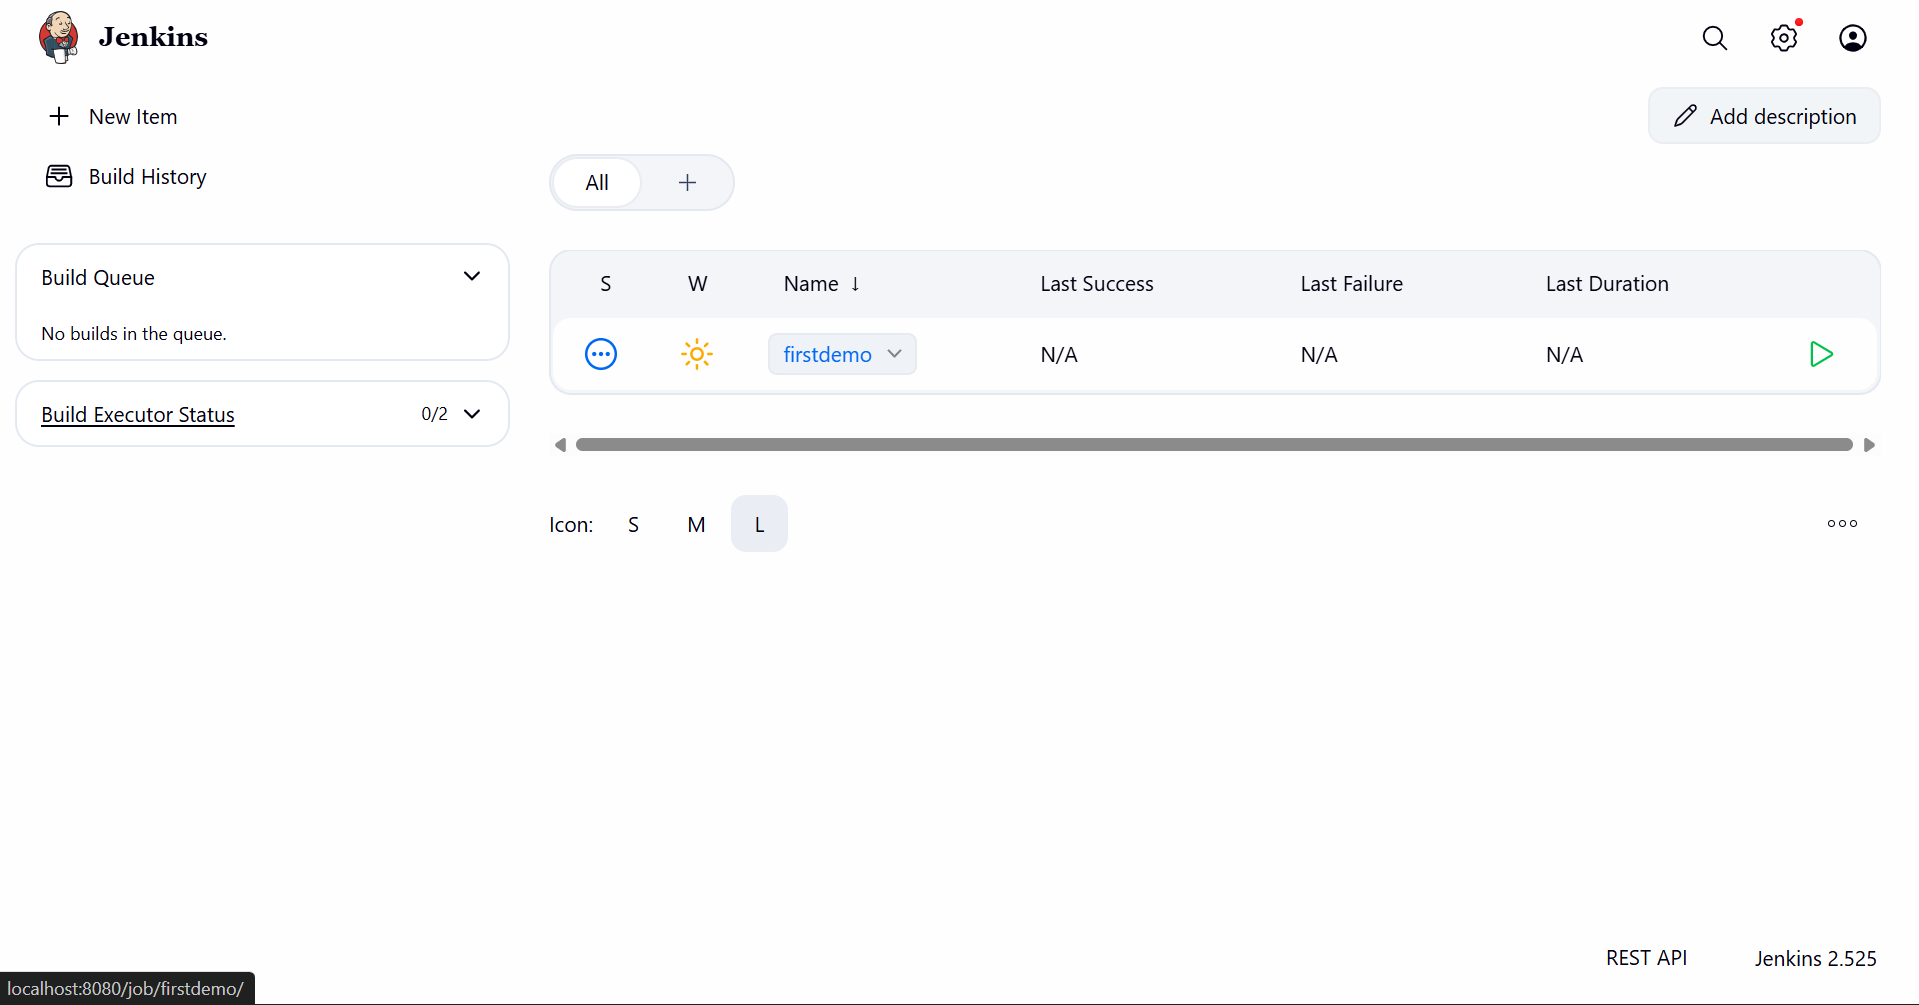 Jenkins
New Item
Add description
Build History
All
Build Queue
No builds in the queue.
Build Executor Status 0/2
S W Name ↓ Last Success Last Failure Last Duration
firstdemo N/A N/A N/A
Icon: S M L
REST API Jenkins 2.525
localhost:8080/job/firstdemo/